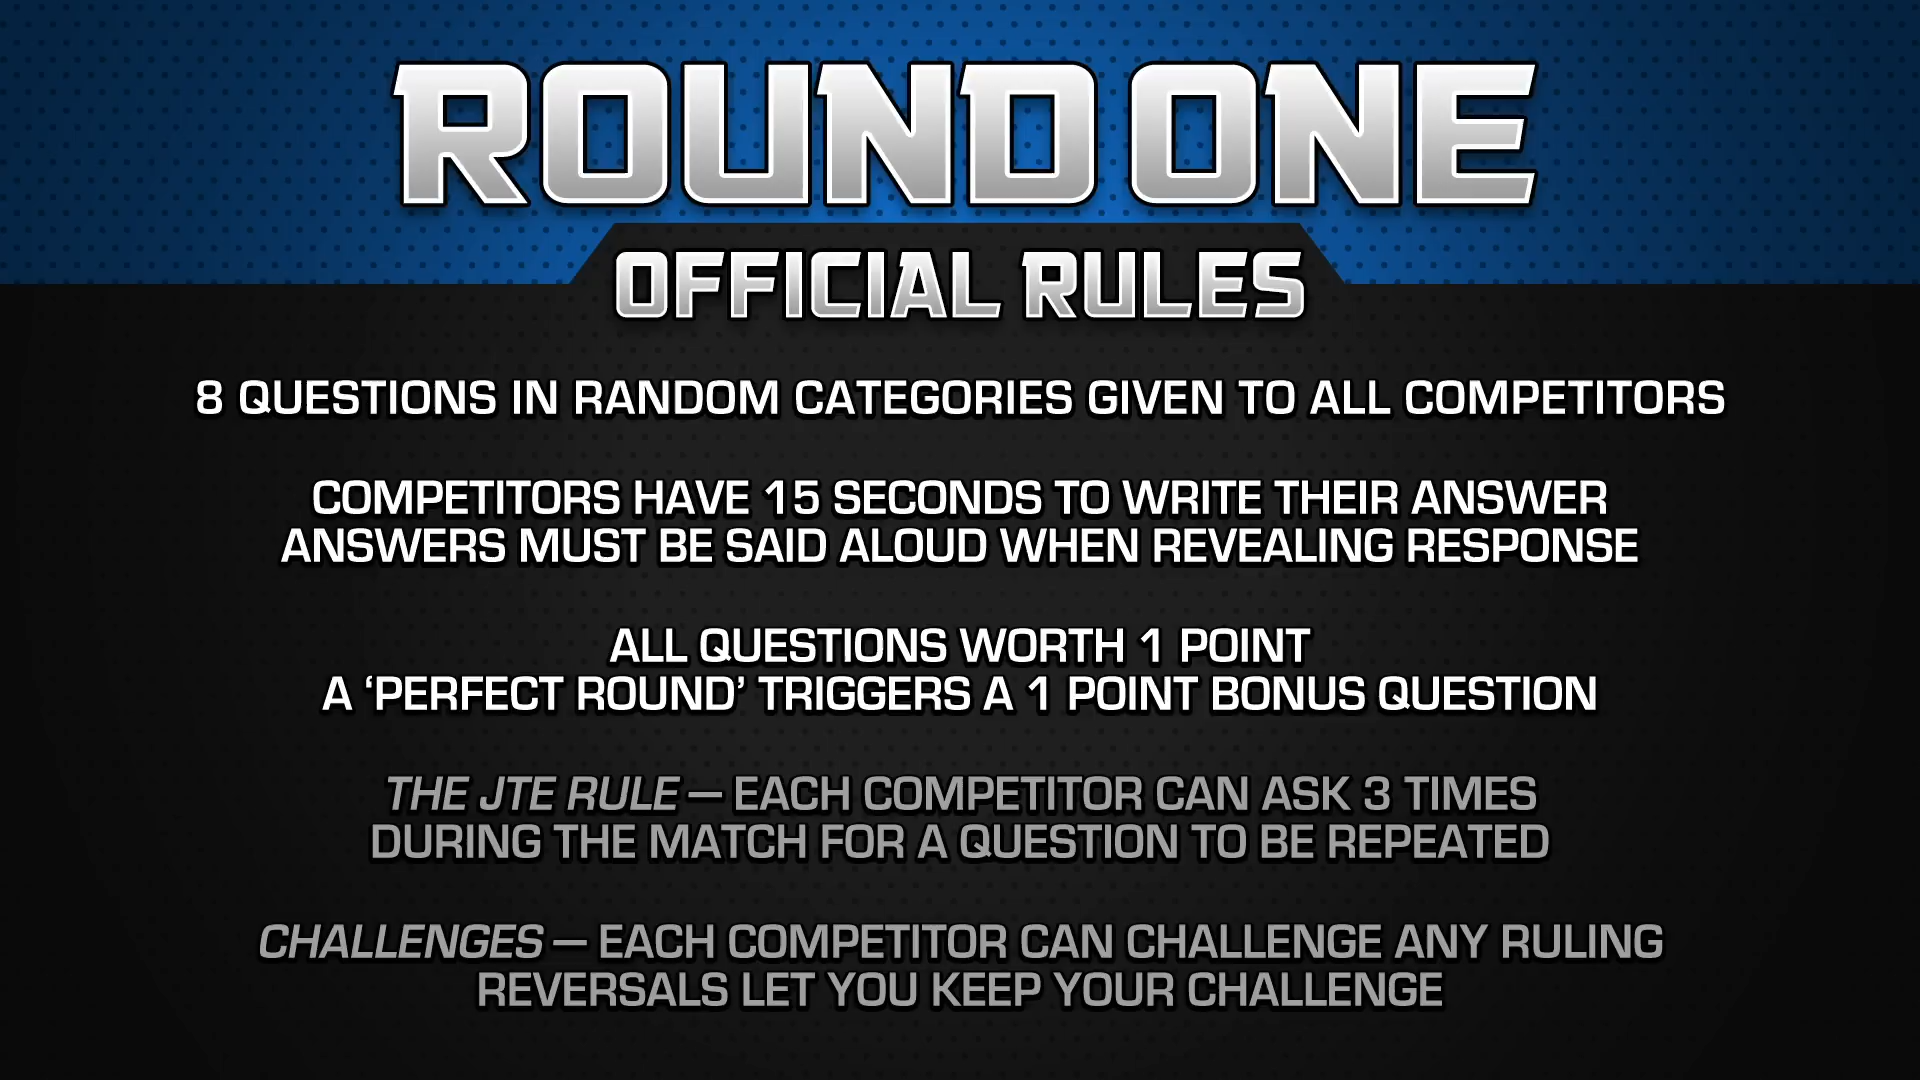 ROUND ONE
OFFICIAL RULES
8 QUESTIONS IN RANDOM CATEGORIES GIVEN TO ALL COMPETITORS
COMPETITORS HAVE 15 SECONDS TO WRITE THEIR ANSWER
ANSWERS MUST BE SAID ALOUD WHEN REVEALING RESPONSE
ALL QUESTIONS WORTH 1 POINT
A ‘PERFECT ROUND’ TRIGGERS A 1 POINT BONUS QUESTION
THE JTE RULE – EACH COMPETITOR CAN ASK 3 TIMES
DURING THE MATCH FOR A QUESTION TO BE REPEATED
CHALLENGES – EACH COMPETITOR CAN CHALLENGE ANY RULING
REVERSALS LET YOU KEEP YOUR CHALLENGE